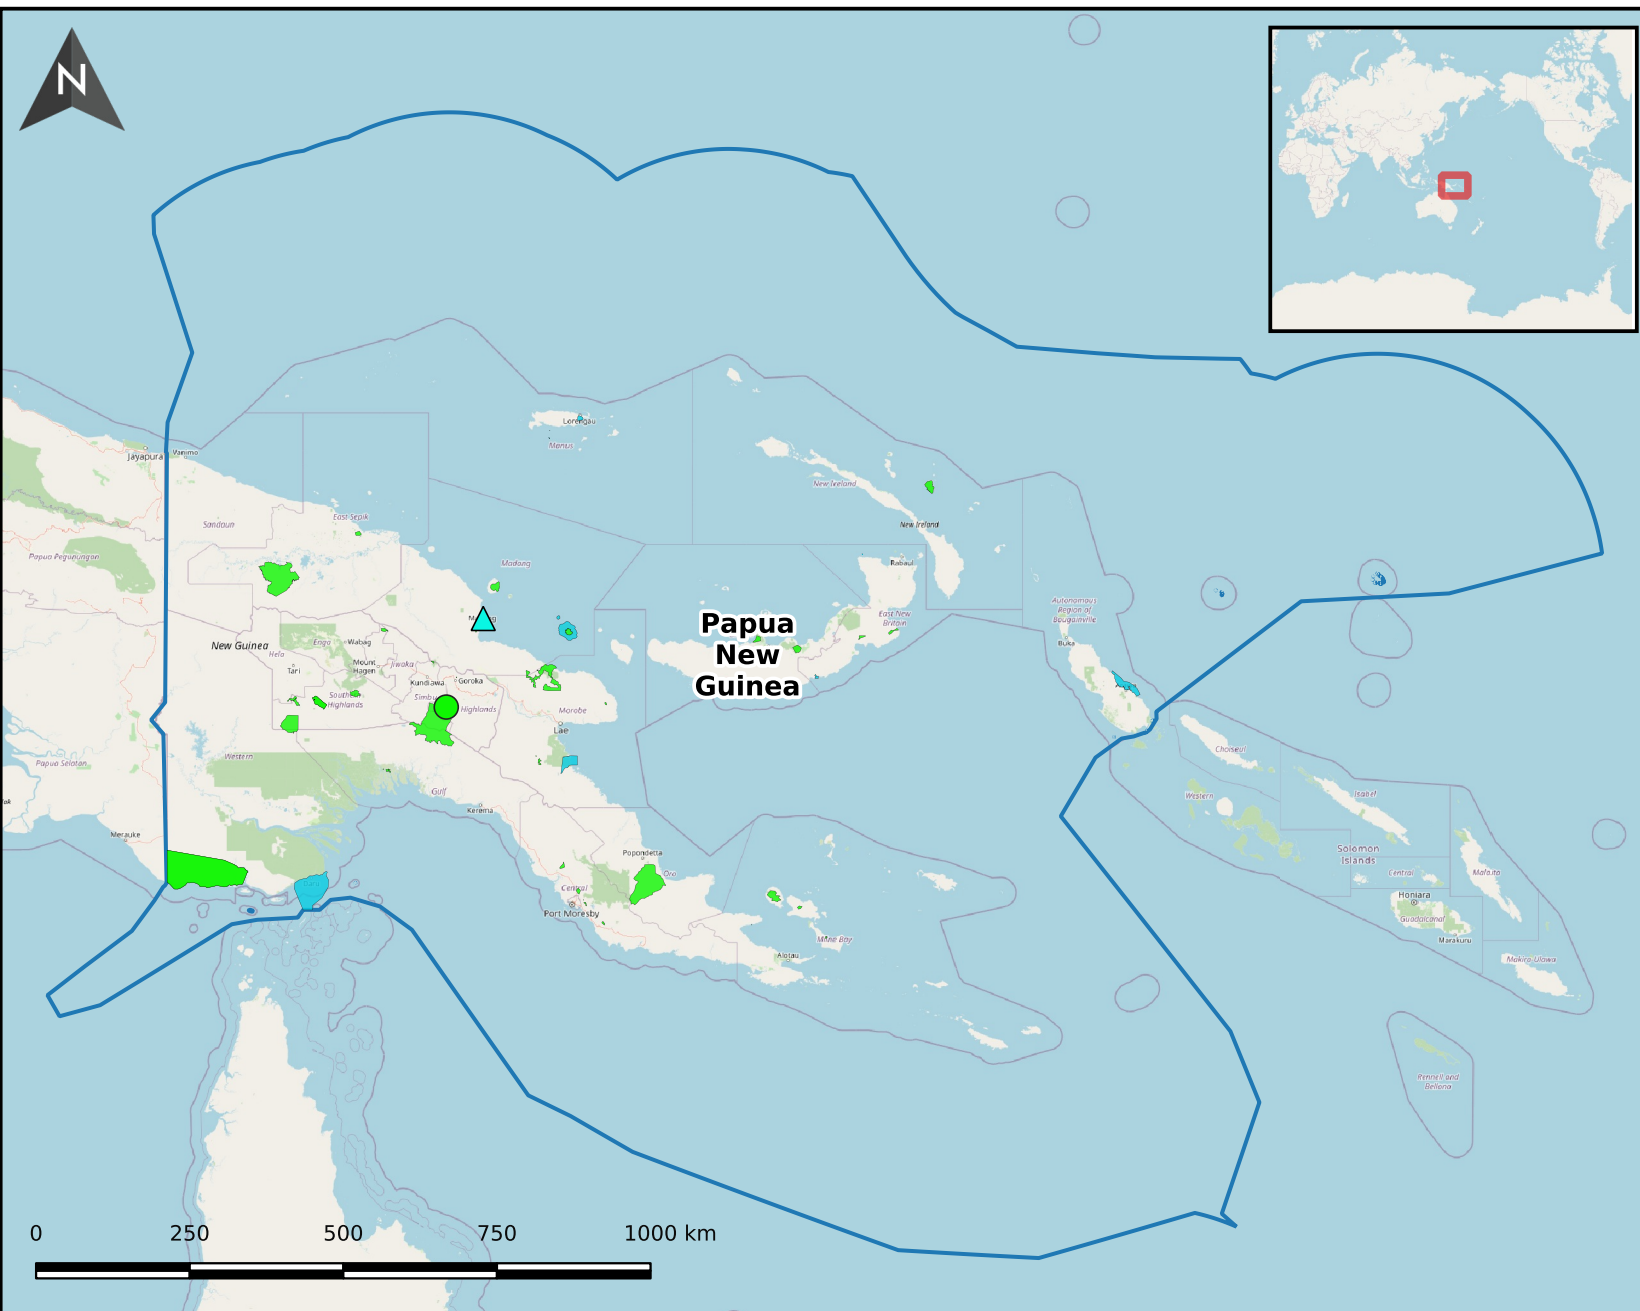 N
Lorengau
Manus
Jayapura
Vanimo
New Ireland
New Ireland
Sandaun
East Sepik
Papua Pegunungan
Madang
Rabaul
Autonomous
Region of
Bougainville
East New
Britain
Papua
New
Guinea
New Guinea
Enga
Wabag
Hela
Mount
Hagen
Jiwaka
Tari
Buka
Kundiawa
Goroka
Southern
Highlands
Highlands
Morobe
Lae
Choiseul
Western
Papua Selatan
Gulf
Kerema
Western
Isabel
Merauke
Popondetta
Solomon
Islands
Central
Malaita
Oro
Central
Port Moresby
Honiara
Guadalcanal
Milne Bay
Marakuru
Alotau
Makira-Ulawa
Rennell and
Bellona
0
250
500
750
1000 km